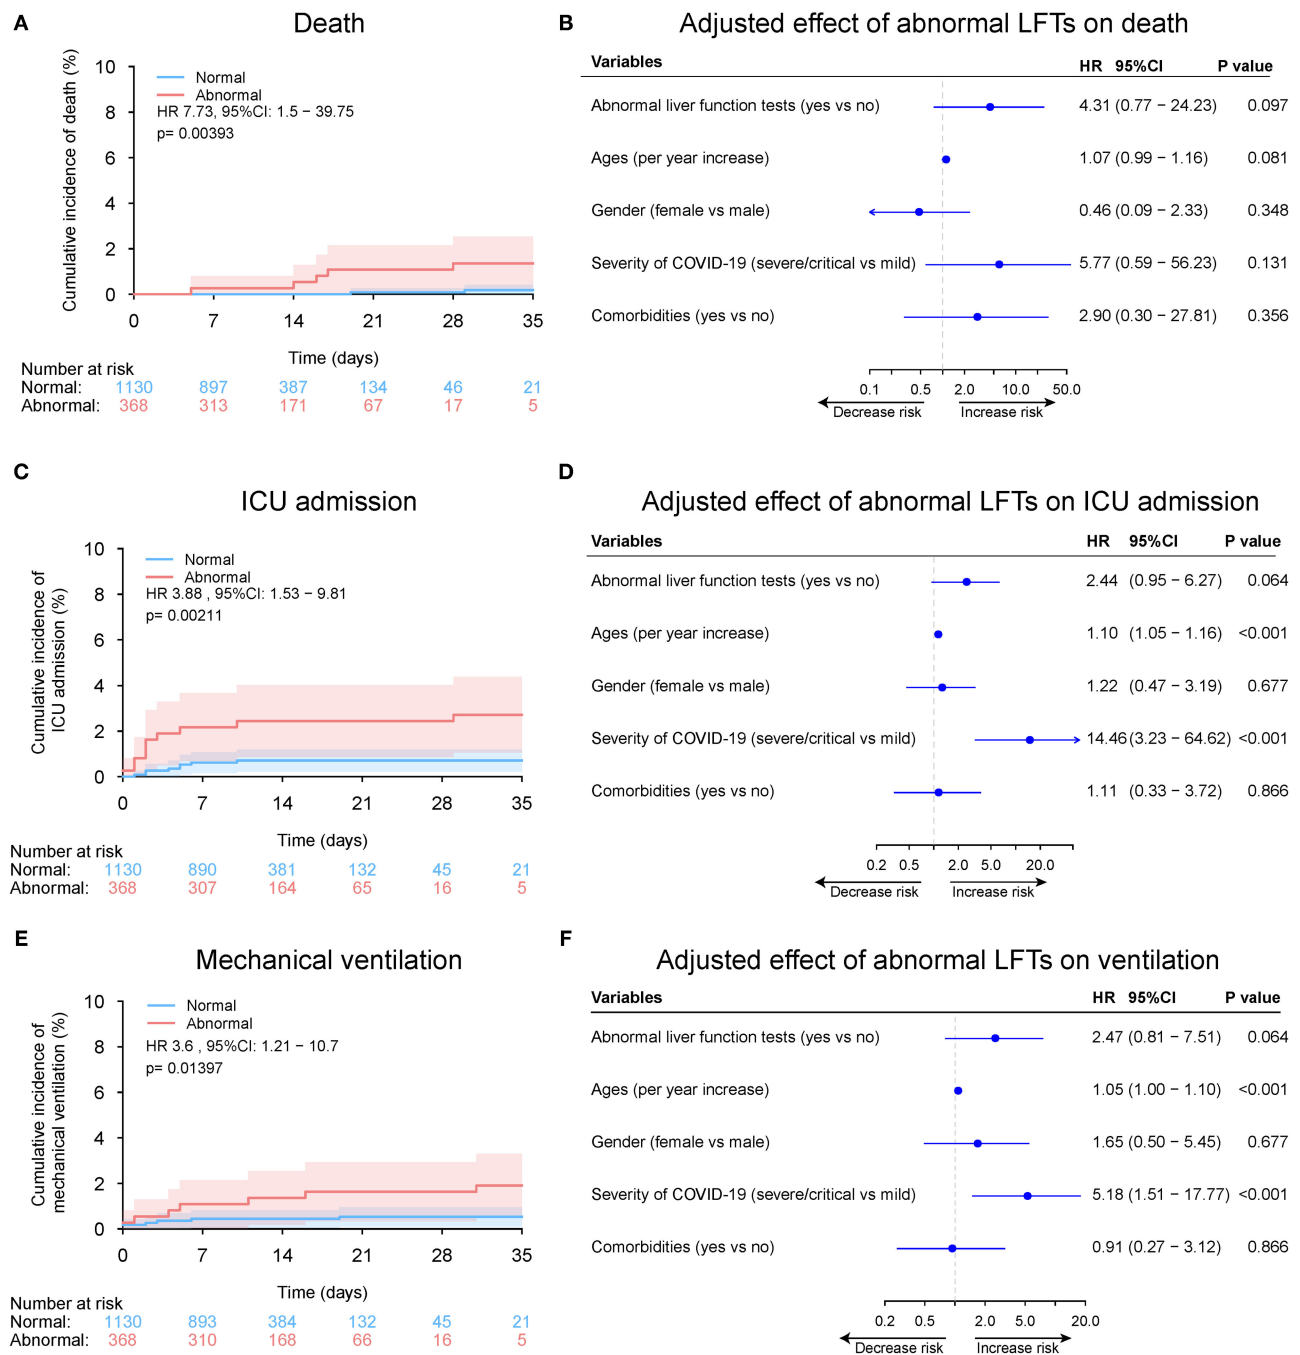 A
Death
Cumulative incidence of death (%)
10
8
6
4
2
0
Normal
Abnormal
HR 7.73, 95%CI: 1.5 − 39.75
p= 0.00393
0 7 14 21 28 35
Time (days)
Number at risk
Normal: 1130 897 387 134 46 21
Abnormal: 368 313 171 67 17 5
B
Adjusted effect of abnormal LFTs on death
Variables HR 95%CI P value
Abnormal liver function tests (yes vs no) 4.31 (0.77 − 24.23) 0.097
Ages (per year increase) 1.07 (0.99 − 1.16) 0.081
Gender (female vs male) 0.46 (0.09 − 2.33) 0.348
Severity of COVID-19 (severe/critical vs mild) 5.77 (0.59 − 56.23) 0.131
Comorbidities (yes vs no) 2.90 (0.30 − 27.81) 0.356
0.1 0.5 2.0 10.0 50.0
Decrease risk Increase risk
C
ICU admission
Cumulative incidence of
ICU admission (%)
10
8
6
4
2
0
Normal
Abnormal
HR 3.88 , 95%CI: 1.53 − 9.81
p= 0.00211
0 7 14 21 28 35
Time (days)
Number at risk
Normal: 1130 890 381 132 45 21
Abnormal: 368 307 164 65 16 5
D
Adjusted effect of abnormal LFTs on ICU admission
Variables HR 95%CI P value
Abnormal liver function tests (yes vs no) 2.44 (0.95 − 6.27) 0.064
Ages (per year increase) 1.10 (1.05 − 1.16) <0.001
Gender (female vs male) 1.22 (0.47 − 3.19) 0.677
Severity of COVID-19 (severe/critical vs mild) 14.46 (3.23 − 64.62) <0.001
Comorbidities (yes vs no) 1.11 (0.33 − 3.72) 0.866
0.2 0.5 2.0 5.0 20.0
Decrease risk Increase risk
E
Mechanical ventilation
Cumulative incidence of
mechanical ventilation (%)
10
8
6
4
2
0
Normal
Abnormal
HR 3.6 , 95%CI: 1.21 − 10.7
p= 0.01397
0 7 14 21 28 35
Time (days)
Number at risk
Normal: 1130 893 384 132 45 21
Abnormal: 368 310 168 66 16 5
F
Adjusted effect of abnormal LFTs on ventilation
Variables HR 95%CI P value
Abnormal liver function tests (yes vs no) 2.47 (0.81 − 7.51) 0.064
Ages (per year increase) 1.05 (1.00 − 1.10) <0.001
Gender (female vs male) 1.65 (0.50 − 5.45) 0.677
Severity of COVID-19 (severe/critical vs mild) 5.18 (1.51 − 17.77) <0.001
Comorbidities (yes vs no) 0.91 (0.27 − 3.12) 0.866
0.2 0.5 2.0 5.0 20.0
Decrease risk Increase risk